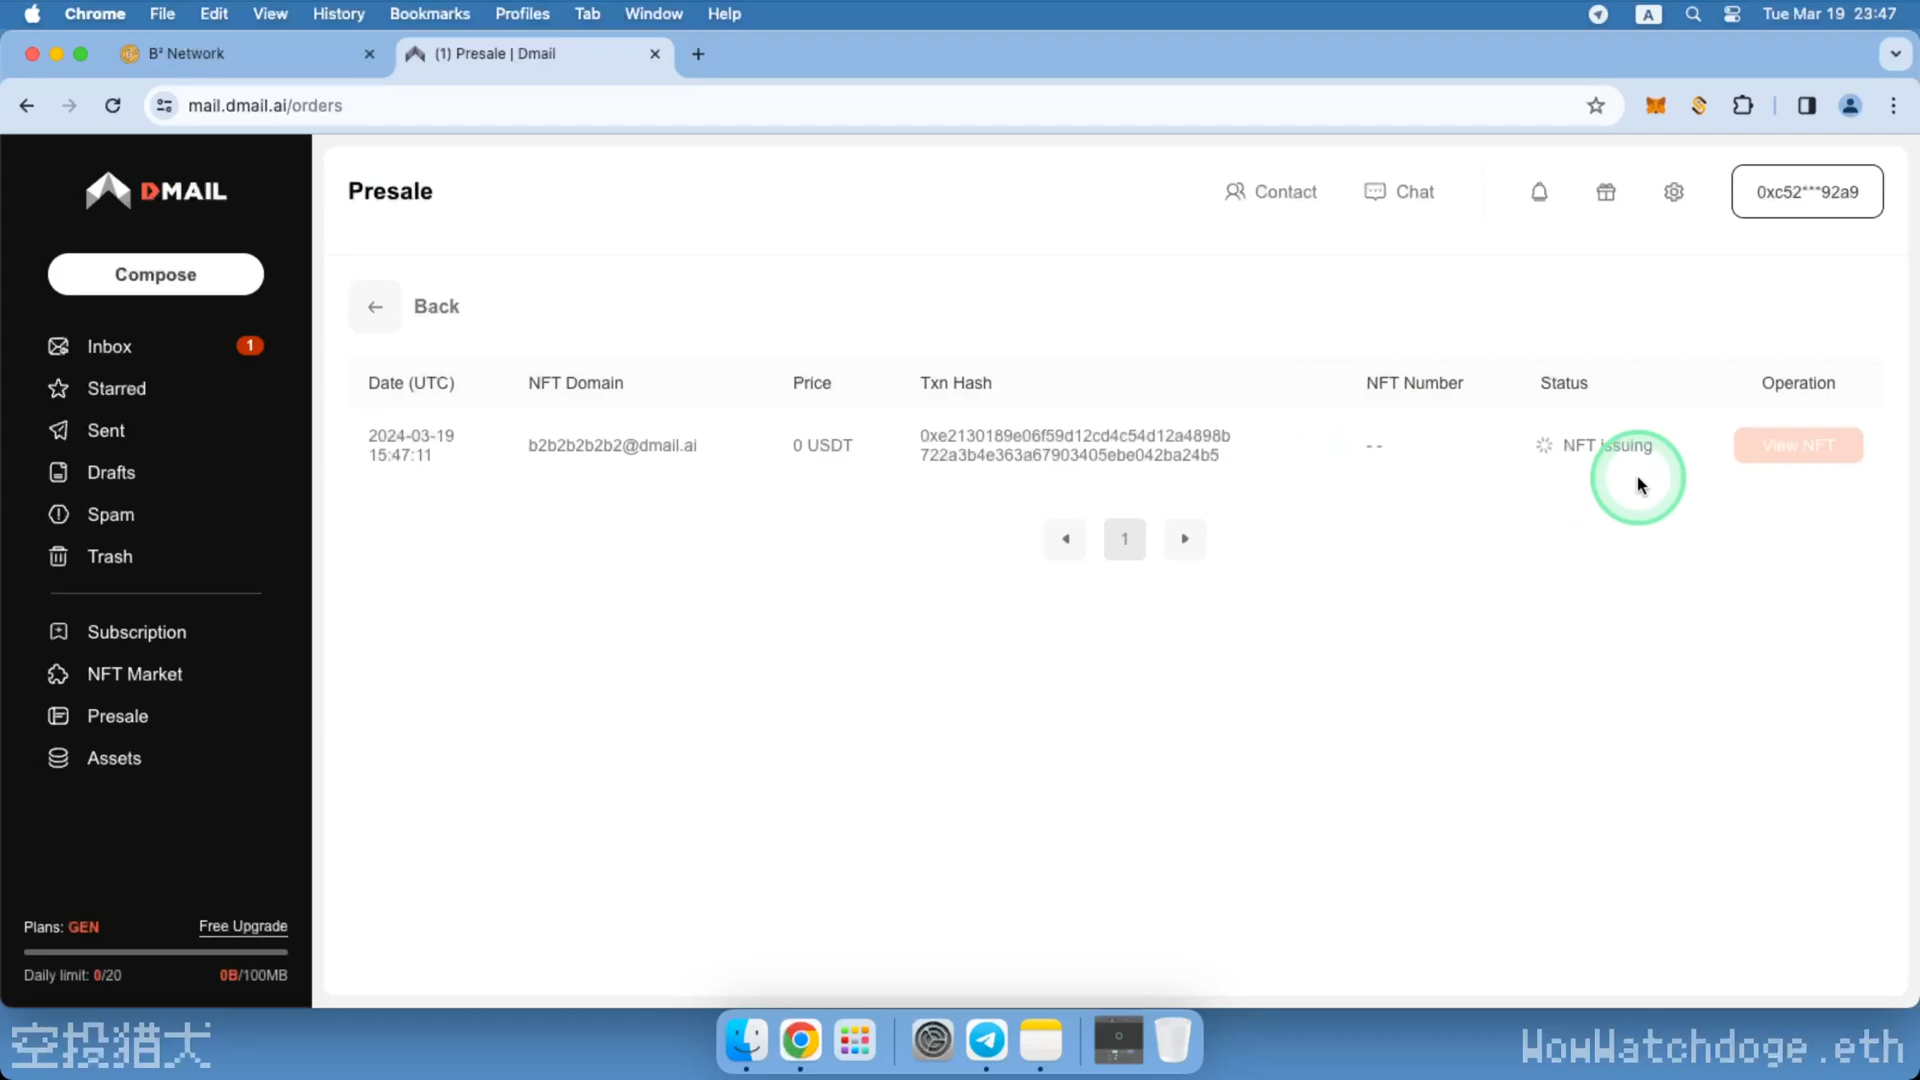 Chrome File Edit View History Bookmarks Profiles Tab Window Help A Tue Mar 19 23:47
B² Network (1) Presale | Dmail
mail.dmail.ai/orders
DMAIL
Compose
Inbox 1
Starred
Sent
Drafts
Spam
Trash
Subscription
NFT Market
Presale
Assets
Plans: GEN Free Upgrade
Daily limit: 0/20 0B/100MB
Presale Contact Chat 0xc52***92a9
Back
Date (UTC) NFT Domain Price Txn Hash NFT Number Status Operation
2024-03-19
15:47:11
b2b2b2b2b2@dmail.ai 0 USDT
0xe2130189e06f59d12cd4c54d12a4898b
722a3b4e363a67903405ebe042ba24b5
- - NFT Issuing View NFT
1
空投猫犬 WowWatchdoge.eth